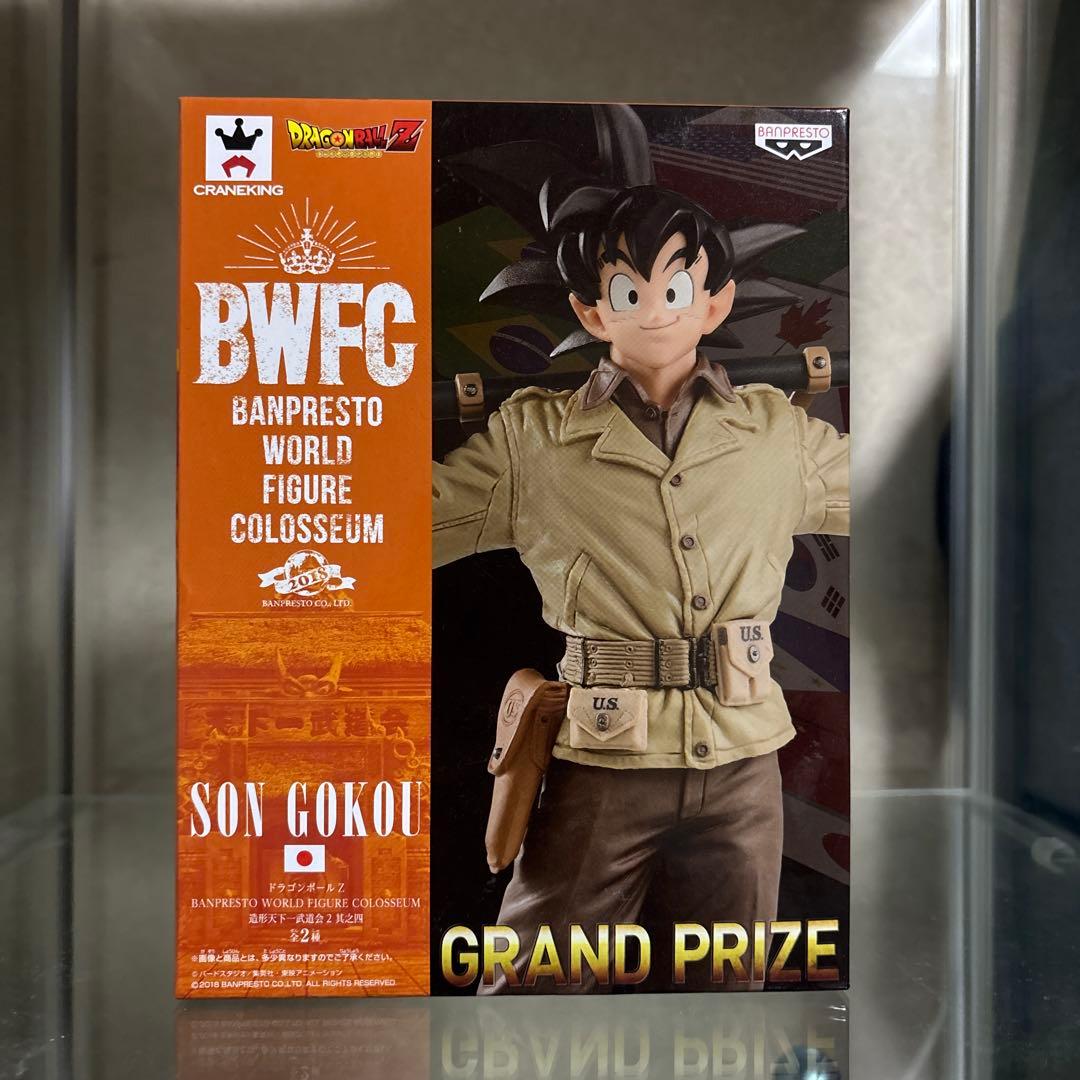 CRANEKING
DRAGONBALL Z
BANPRESTO
BWFC
BANPRESTO
WORLD
FIGURE
COLOSSEUM
2018
BANPRESTO CO., LTD.
天下一武道会
U.S.
U.S.
SON GOKOU
ドラゴンボールZ
BANPRESTO WORLD FIGURE COLOSSEUM
造形天下一武道会2 其之四
全2種
※画像と商品とは、多少異なりますのでご了承ください。
© バードスタジオ／集英社・東映アニメーション
©2018 BANPRESTO CO.,LTD. ALL RIGHTS RESERVED.
GRAND PRIZE